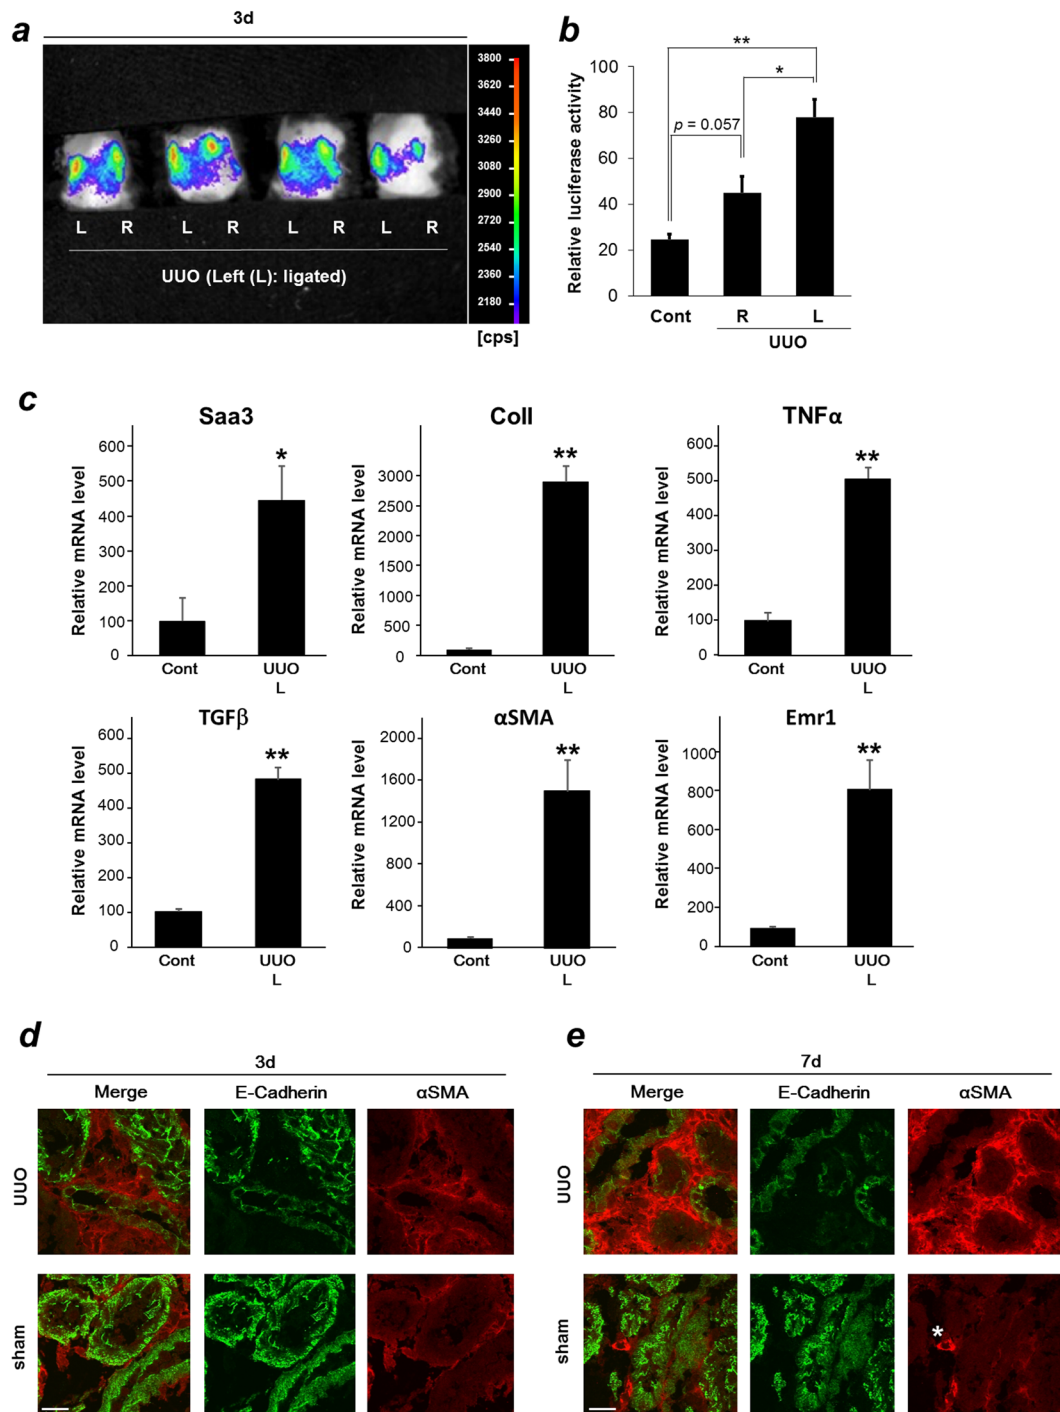 a
3d
3800
3620
3440
3260
3080
2900
2720
2540
2360
2180
[cps]
L R L R L R L R
UUO (Left (L): ligated)
b
Relative luciferase activity
100
80
60
40
20
0
**
*
p = 0.057
Cont R L
UUO
c
Saa3
Relative mRNA level
600
500
400
300
200
100
0
*
Cont UUO
L
ColI
Relative mRNA level
3000
2500
2000
1500
1000
500
0
**
Cont UUO
L
TNFα
Relative mRNA level
600
500
400
300
200
100
0
**
Cont UUO
L
TGFβ
Relative mRNA level
600
500
400
300
200
100
0
**
Cont UUO
L
αSMA
Relative mRNA level
2000
1600
1200
800
400
0
**
Cont UUO
L
Emr1
Relative mRNA level
1000
800
600
400
200
0
**
Cont UUO
L
d
3d
Merge E-Cadherin αSMA
UUO
sham
e
7d
Merge E-Cadherin αSMA
UUO
sham
*